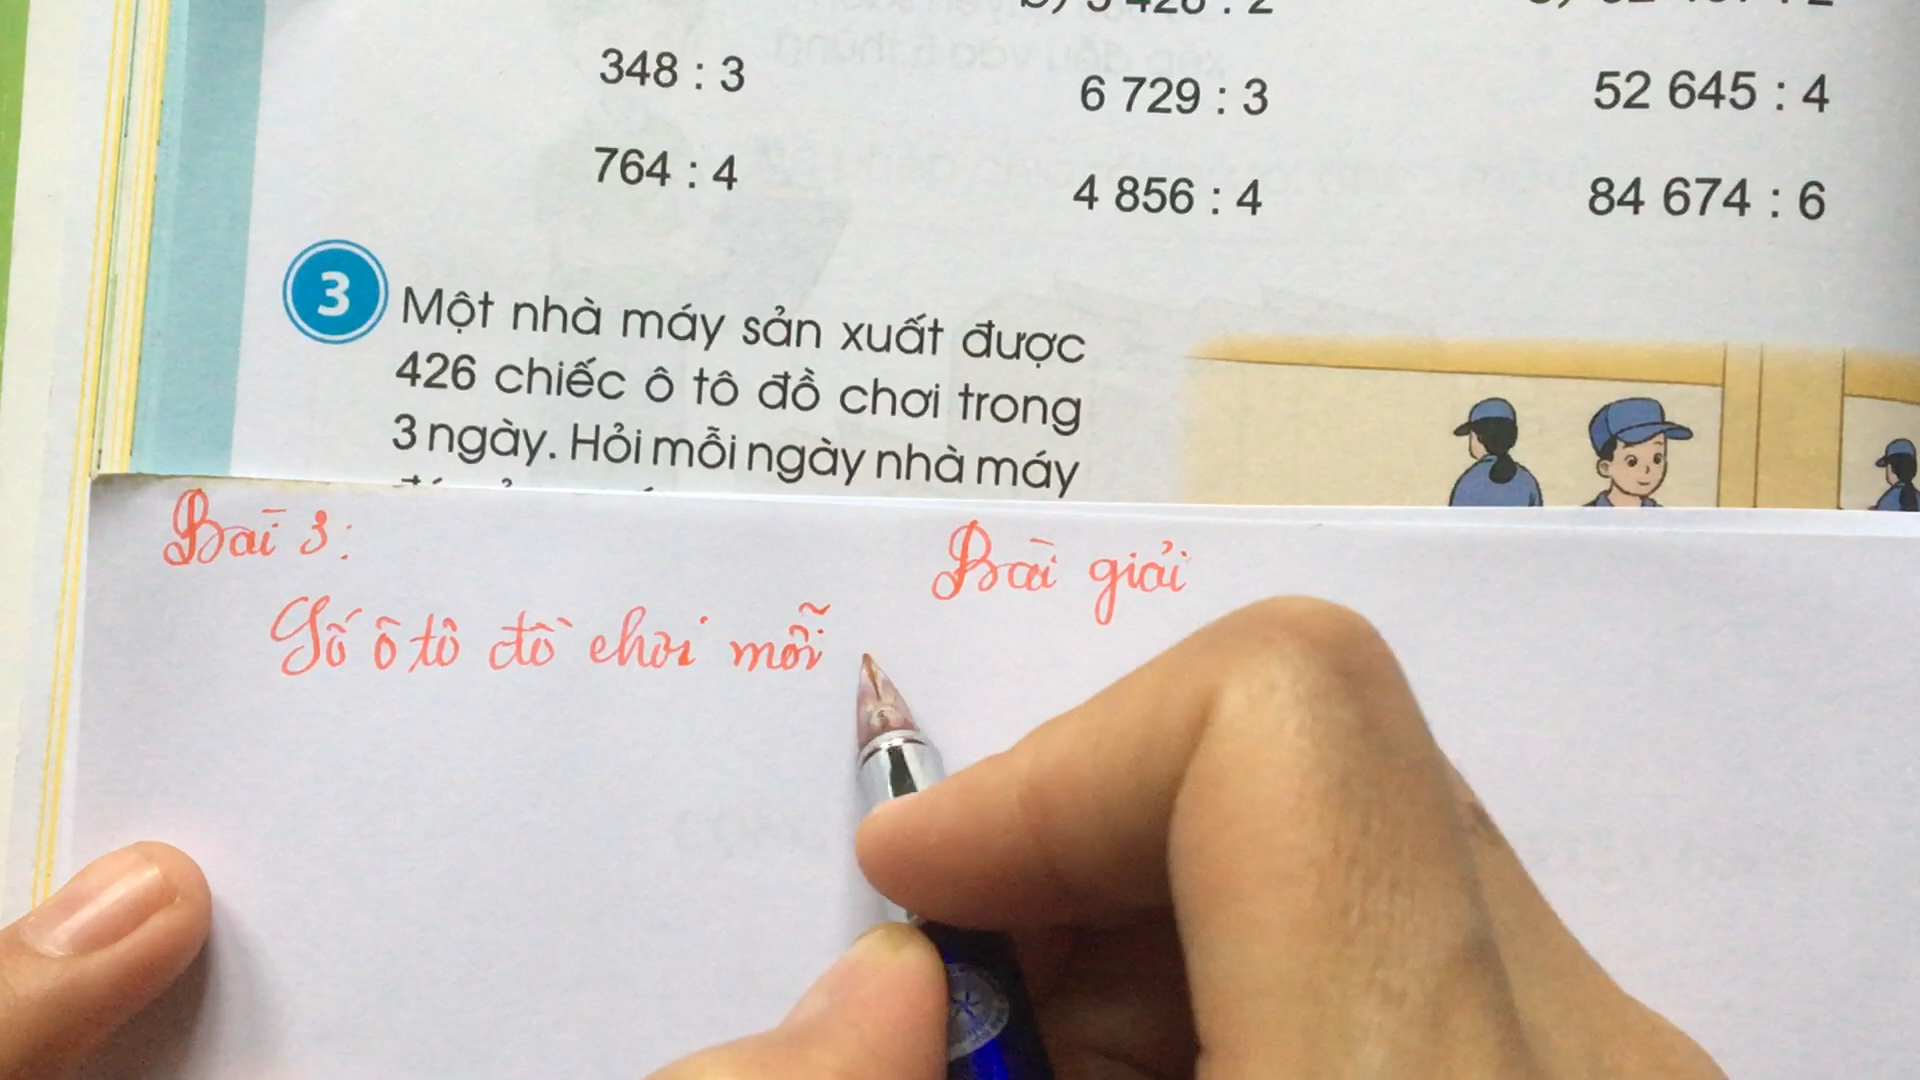 348 : 3
6 729 : 3
52 645 : 4
764 : 4
4 856 : 4
84 674 : 6
3
Một nhà máy sản xuất được
426 chiếc ô tô đồ chơi trong
3 ngày. Hỏi mỗi ngày nhà máy
Bài 3:
Bài giải
Số ô tô đồ chơi mỗi